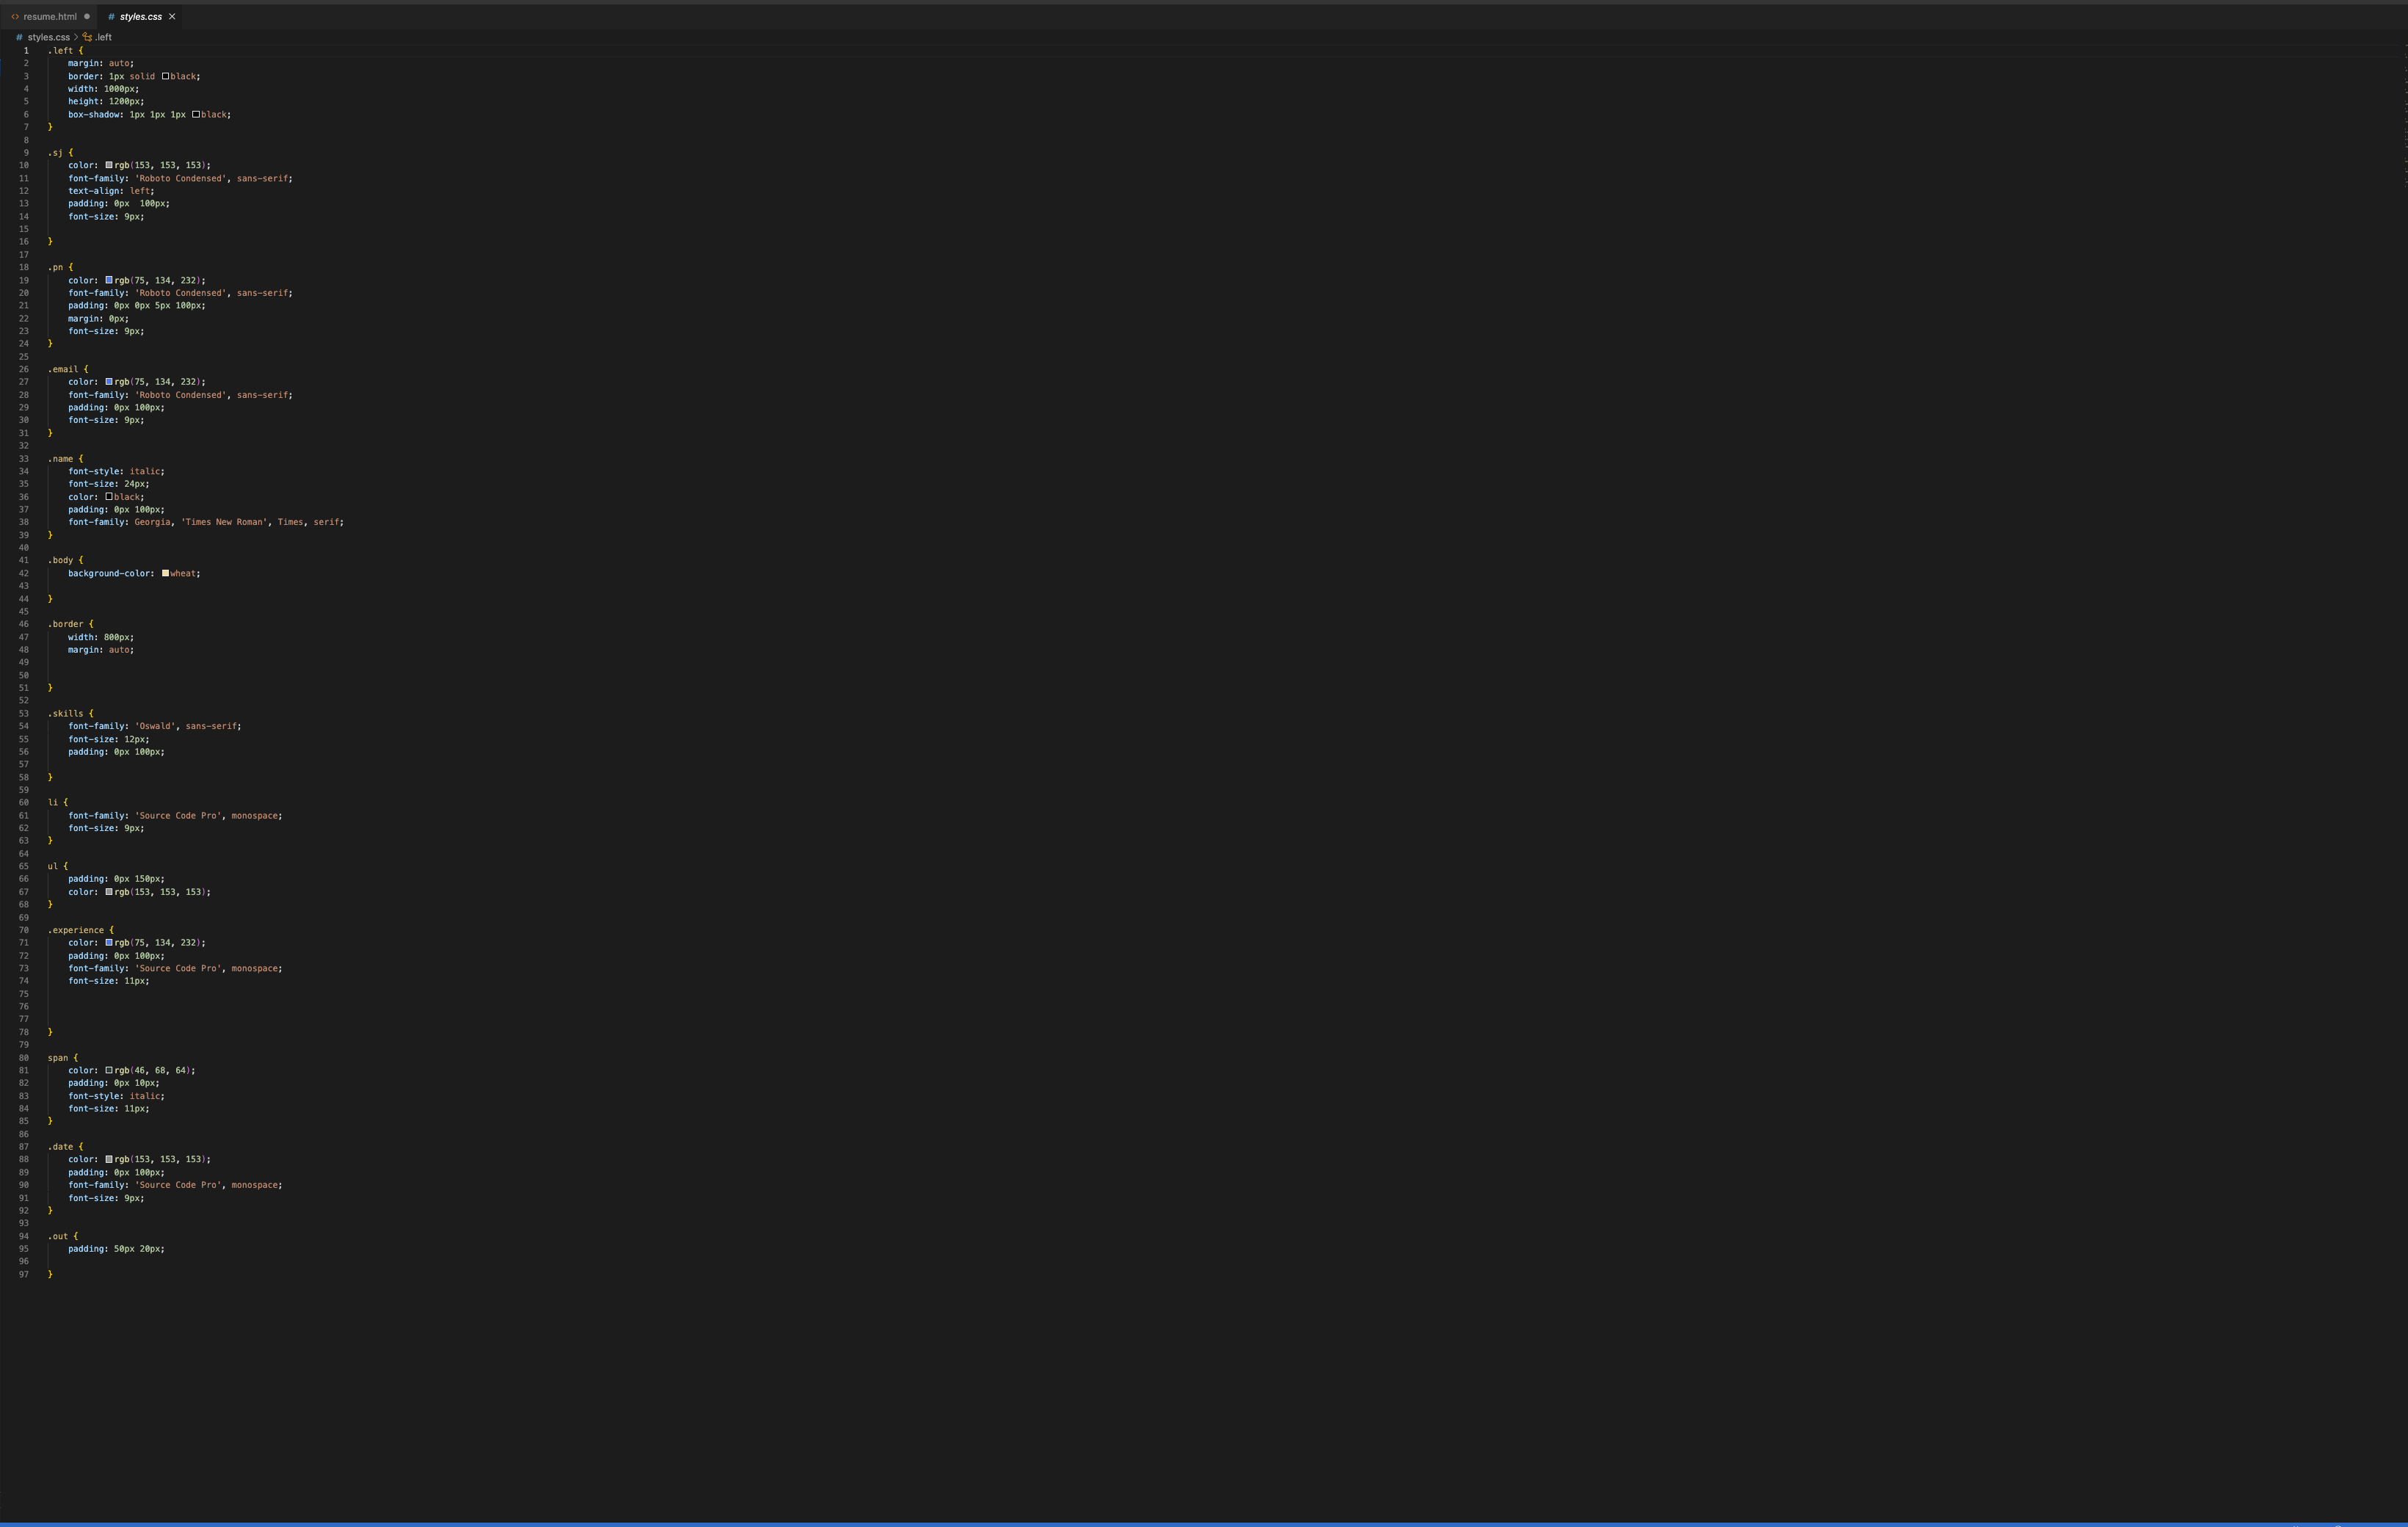 resume.html
styles.css
styles.css > .left
1 .left {
2     margin: auto;
3     border: 1px solid black;
4     width: 1000px;
5     height: 1200px;
6     box-shadow: 1px 1px 1px black;
7 }
8
9 .sj {
10     color: rgb(153, 153, 153);
11     font-family: 'Roboto Condensed', sans-serif;
12     text-align: left;
13     padding: 0px  100px;
14     font-size: 9px;
15
16 }
17
18 .pn {
19     color: rgb(75, 134, 232);
20     font-family: 'Roboto Condensed', sans-serif;
21     padding: 0px 0px 5px 100px;
22     margin: 0px;
23     font-size: 9px;
24 }
25
26 .email {
27     color: rgb(75, 134, 232);
28     font-family: 'Roboto Condensed', sans-serif;
29     padding: 0px 100px;
30     font-size: 9px;
31 }
32
33 .name {
34     font-style: italic;
35     font-size: 24px;
36     color: black;
37     padding: 0px 100px;
38     font-family: Georgia, 'Times New Roman', Times, serif;
39 }
40
41 .body {
42     background-color: wheat;
43
44 }
45
46 .border {
47     width: 800px;
48     margin: auto;
49
50
51 }
52
53 .skills {
54     font-family: 'Oswald', sans-serif;
55     font-size: 12px;
56     padding: 0px 100px;
57
58 }
59
60 li {
61     font-family: 'Source Code Pro', monospace;
62     font-size: 9px;
63 }
64
65 ul {
66     padding: 0px 150px;
67     color: rgb(153, 153, 153);
68 }
69
70 .experience {
71     color: rgb(75, 134, 232);
72     padding: 0px 100px;
73     font-family: 'Source Code Pro', monospace;
74     font-size: 11px;
75
76
77
78 }
79
80 span {
81     color: rgb(46, 68, 64);
82     padding: 0px 10px;
83     font-style: italic;
84     font-size: 11px;
85 }
86
87 .date {
88     color: rgb(153, 153, 153);
89     padding: 0px 100px;
90     font-family: 'Source Code Pro', monospace;
91     font-size: 9px;
92 }
93
94 .out {
95     padding: 50px 20px;
96
97 }